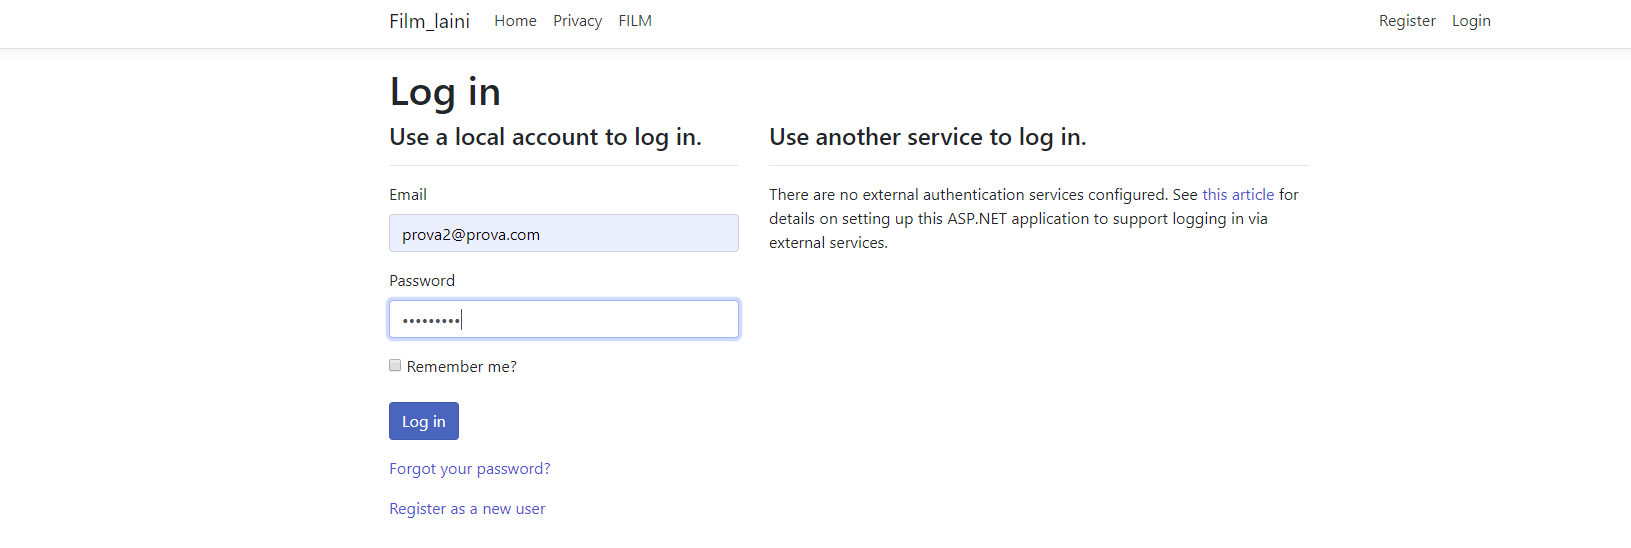 Film_laini Home Privacy FILM Register Login
Log in
Use a local account to log in.
Email
prova2@prova.com
Password
•••••••••
Remember me?
Log in
Forgot your password?
Register as a new user
Use another service to log in.
There are no external authentication services configured. See this article for
details on setting up this ASP.NET application to support logging in via
external services.